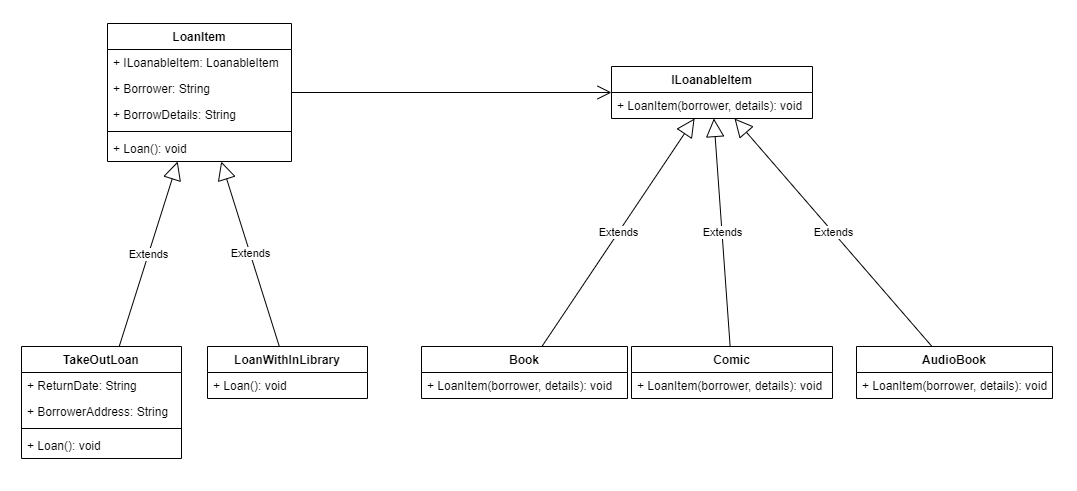 LoanItem
+ ILoanableItem: LoanableItem
+ Borrower: String
+ BorrowDetails: String
+ Loan(): void
ILoanableItem
+ LoanItem(borrower, details): void
Extends
Extends
Extends
Extends
Extends
TakeOutLoan
+ ReturnDate: String
+ BorrowerAddress: String
+ Loan(): void
LoanWithInLibrary
+ Loan(): void
Book
+ LoanItem(borrower, details): void
Comic
+ LoanItem(borrower, details): void
AudioBook
+ LoanItem(borrower, details): void